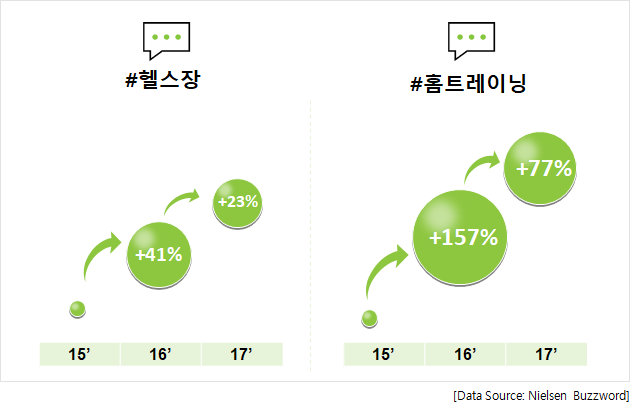 #헬스장
#홈트레이닝
+41%
+23%
+157%
+77%
15’ 16’ 17’
15’ 16’ 17’
[Data Source: Nielsen Buzzword]